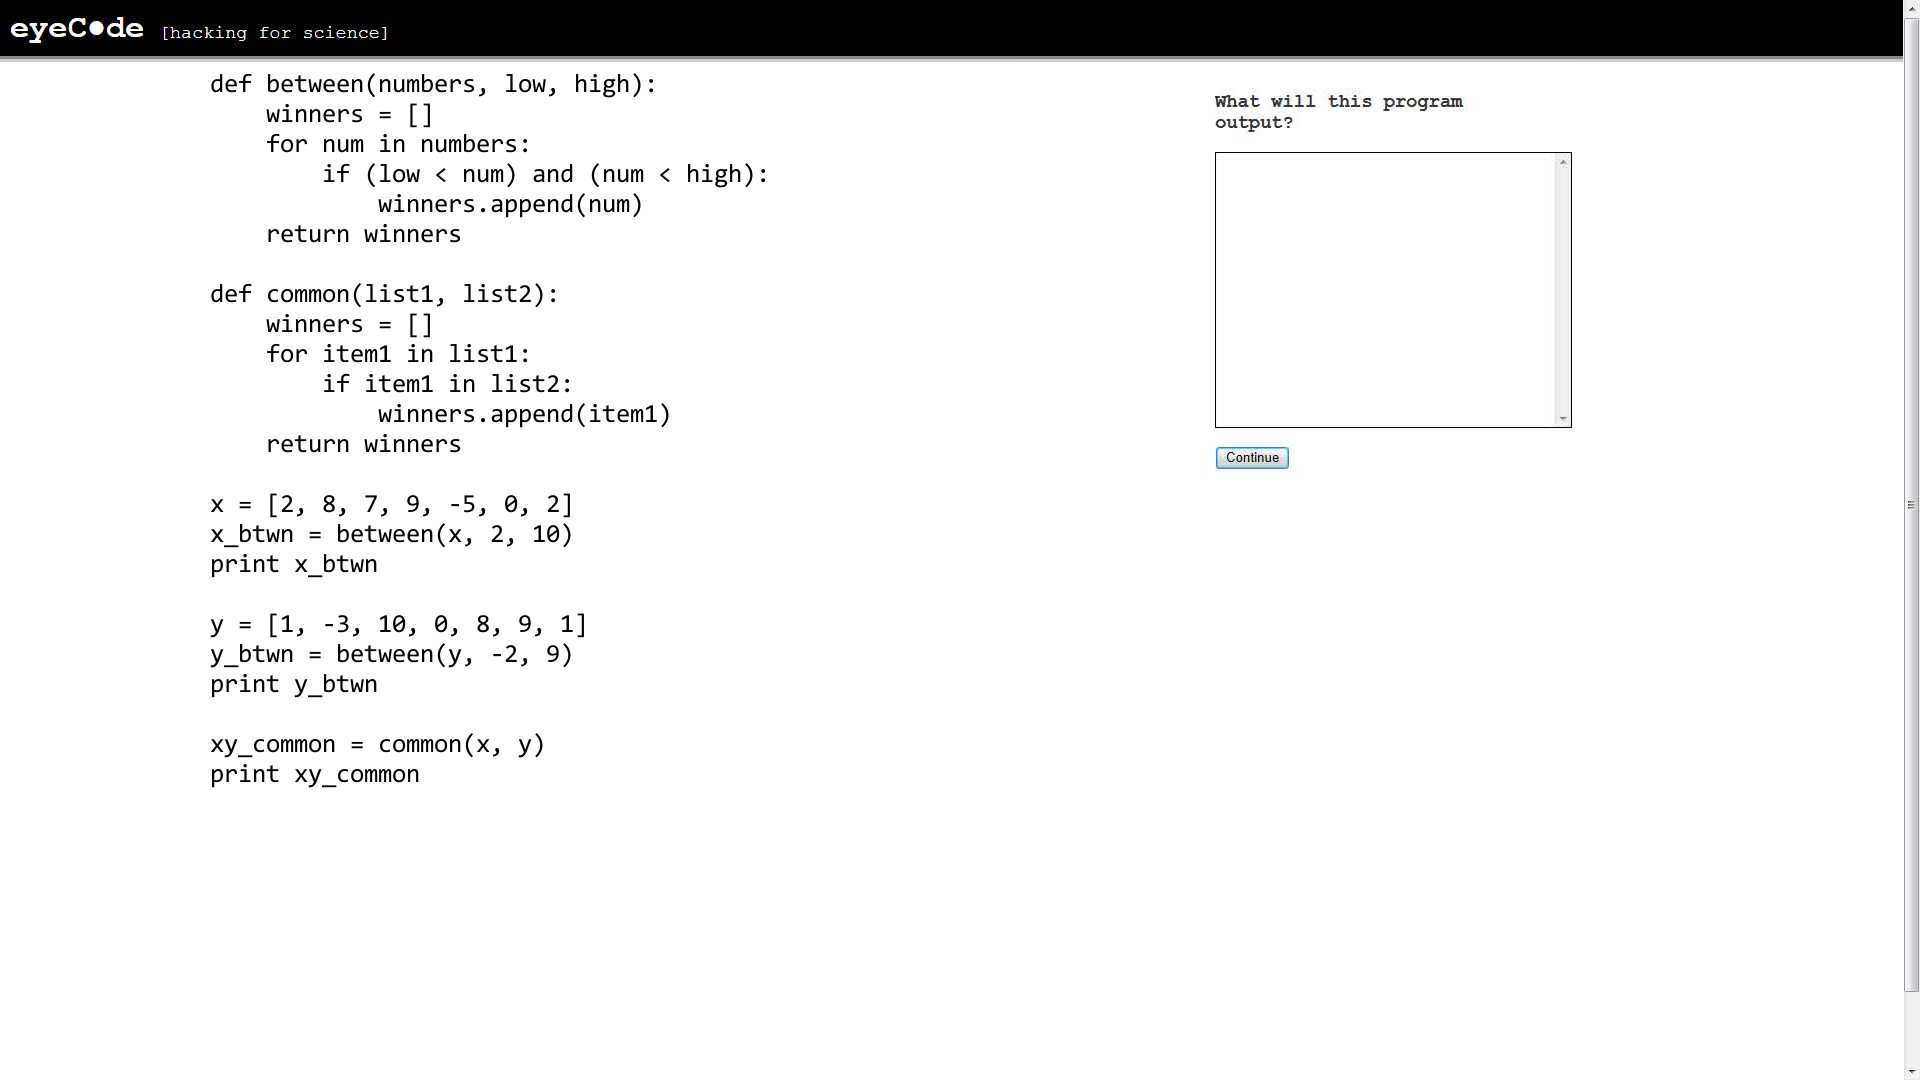 eyeCode [hacking for science]
def between(numbers, low, high):
    winners = []
    for num in numbers:
        if (low < num) and (num < high):
            winners.append(num)
    return winners

def common(list1, list2):
    winners = []
    for item1 in list1:
        if item1 in list2:
            winners.append(item1)
    return winners

x = [2, 8, 7, 9, -5, 0, 2]
x_btwn = between(x, 2, 10)
print x_btwn

y = [1, -3, 10, 0, 8, 9, 1]
y_btwn = between(y, -2, 9)
print y_btwn

xy_common = common(x, y)
print xy_common
What will this program
output?
Continue